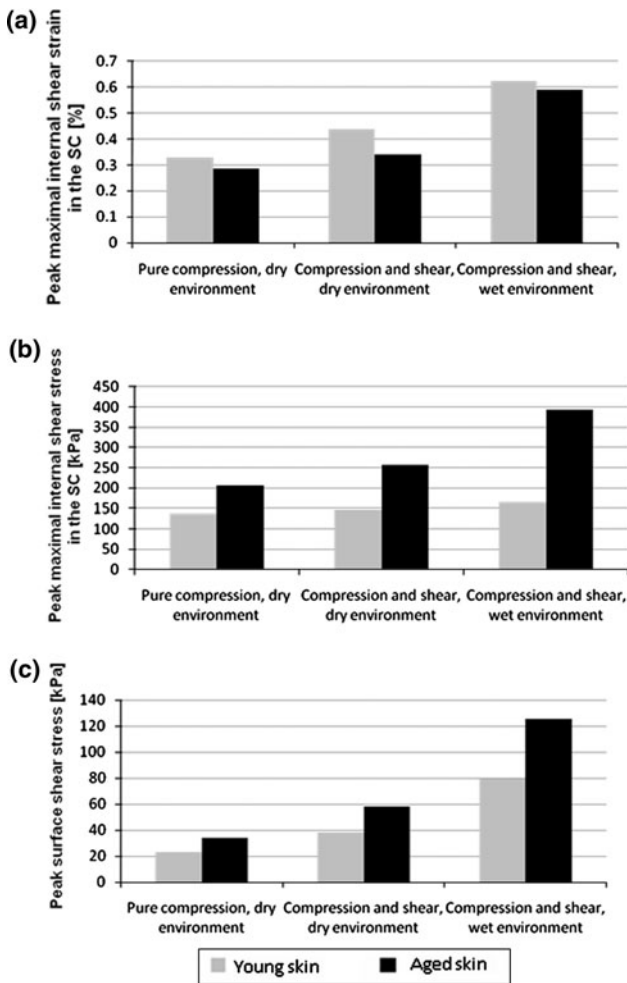 (a)
Peak maximal internal shear strain
in the SC [%]
0.7
0.6
0.5
0.4
0.3
0.2
0.1
0
Pure compression, dry
environment
Compression and shear,
dry environment
Compression and shear,
wet environment
(b)
Peak maximal internal shear stress
in the SC [kPa]
450
400
350
300
250
200
150
100
50
0
Pure compression, dry
environment
Compression and shear,
dry environment
Compression and shear,
wet environment
(c)
Peak surface shear stress [kPa]
140
120
100
80
60
40
20
0
Pure compression, dry
environment
Compression and shear,
dry environment
Compression and shear,
wet environment
Young skin
Aged skin